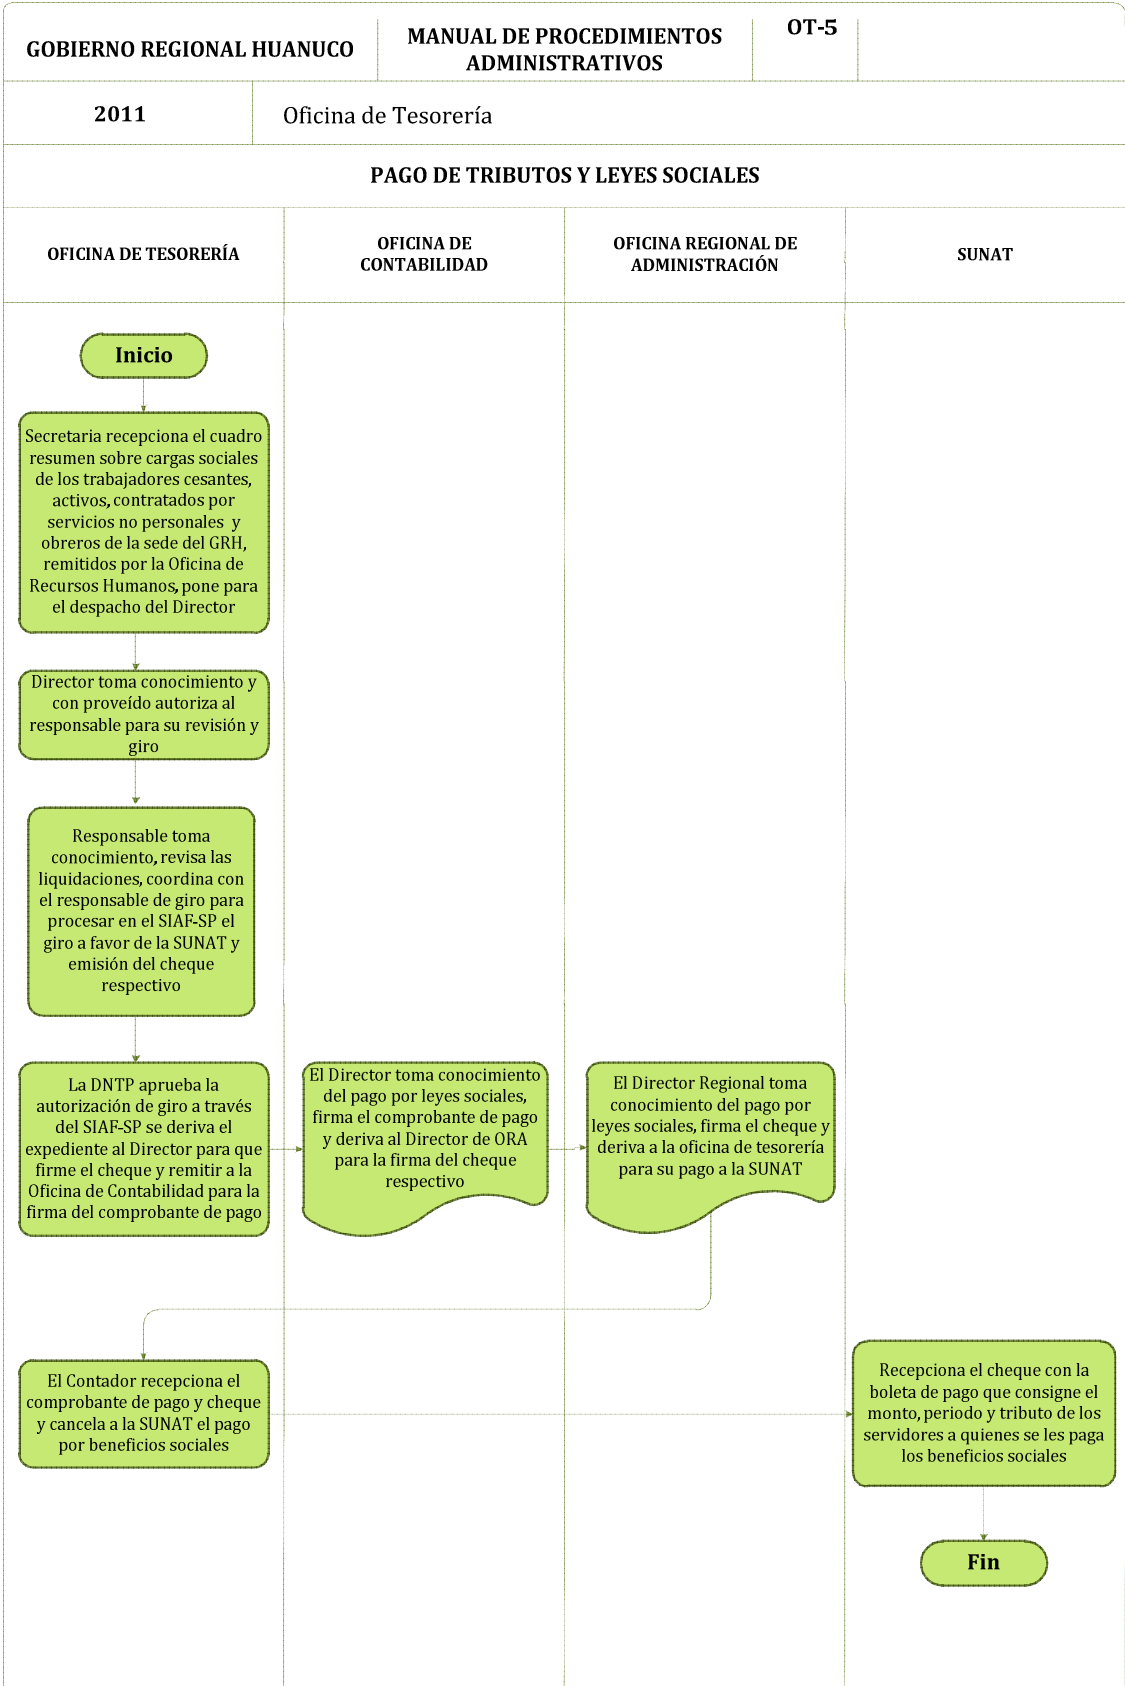 GOBIERNO REGIONAL HUANUCO
MANUAL DE PROCEDIMIENTOS
ADMINISTRATIVOS
OT-5
2011
Oficina de Tesorería
PAGO DE TRIBUTOS Y LEYES SOCIALES
OFICINA DE TESORERÍA
OFICINA DE
CONTABILIDAD
OFICINA REGIONAL DE
ADMINISTRACIÓN
SUNAT
Inicio
Secretaria recepciona el cuadro
resumen sobre cargas sociales
de los trabajadores cesantes,
activos, contratados por
servicios no personales y
obreros de la sede del GRH,
remitidos por la Oficina de
Recursos Humanos, pone para
el despacho del Director
Director toma conocimiento y
con proveído autoriza al
responsable para su revisión y
giro
Responsable toma
conocimiento, revisa las
liquidaciones, coordina con
el responsable de giro para
procesar en el SIAF-SP el
giro a favor de la SUNAT y
emisión del cheque
respectivo
La DNTP aprueba la
autorización de giro a través
del SIAF-SP se deriva el
expediente al Director para que
firme el cheque y remitir a la
Oficina de Contabilidad para la
firma del comprobante de pago
El Director toma conocimiento
del pago por leyes sociales,
firma el comprobante de pago
y deriva al Director de ORA
para la firma del cheque
respectivo
El Director Regional toma
conocimiento del pago por
leyes sociales, firma el cheque y
deriva a la oficina de tesorería
para su pago a la SUNAT
El Contador recepciona el
comprobante de pago y cheque
y cancela a la SUNAT el pago
por beneficios sociales
Recepciona el cheque con la
boleta de pago que consigne el
monto, periodo y tributo de los
servidores a quienes se les paga
los beneficios sociales
Fin